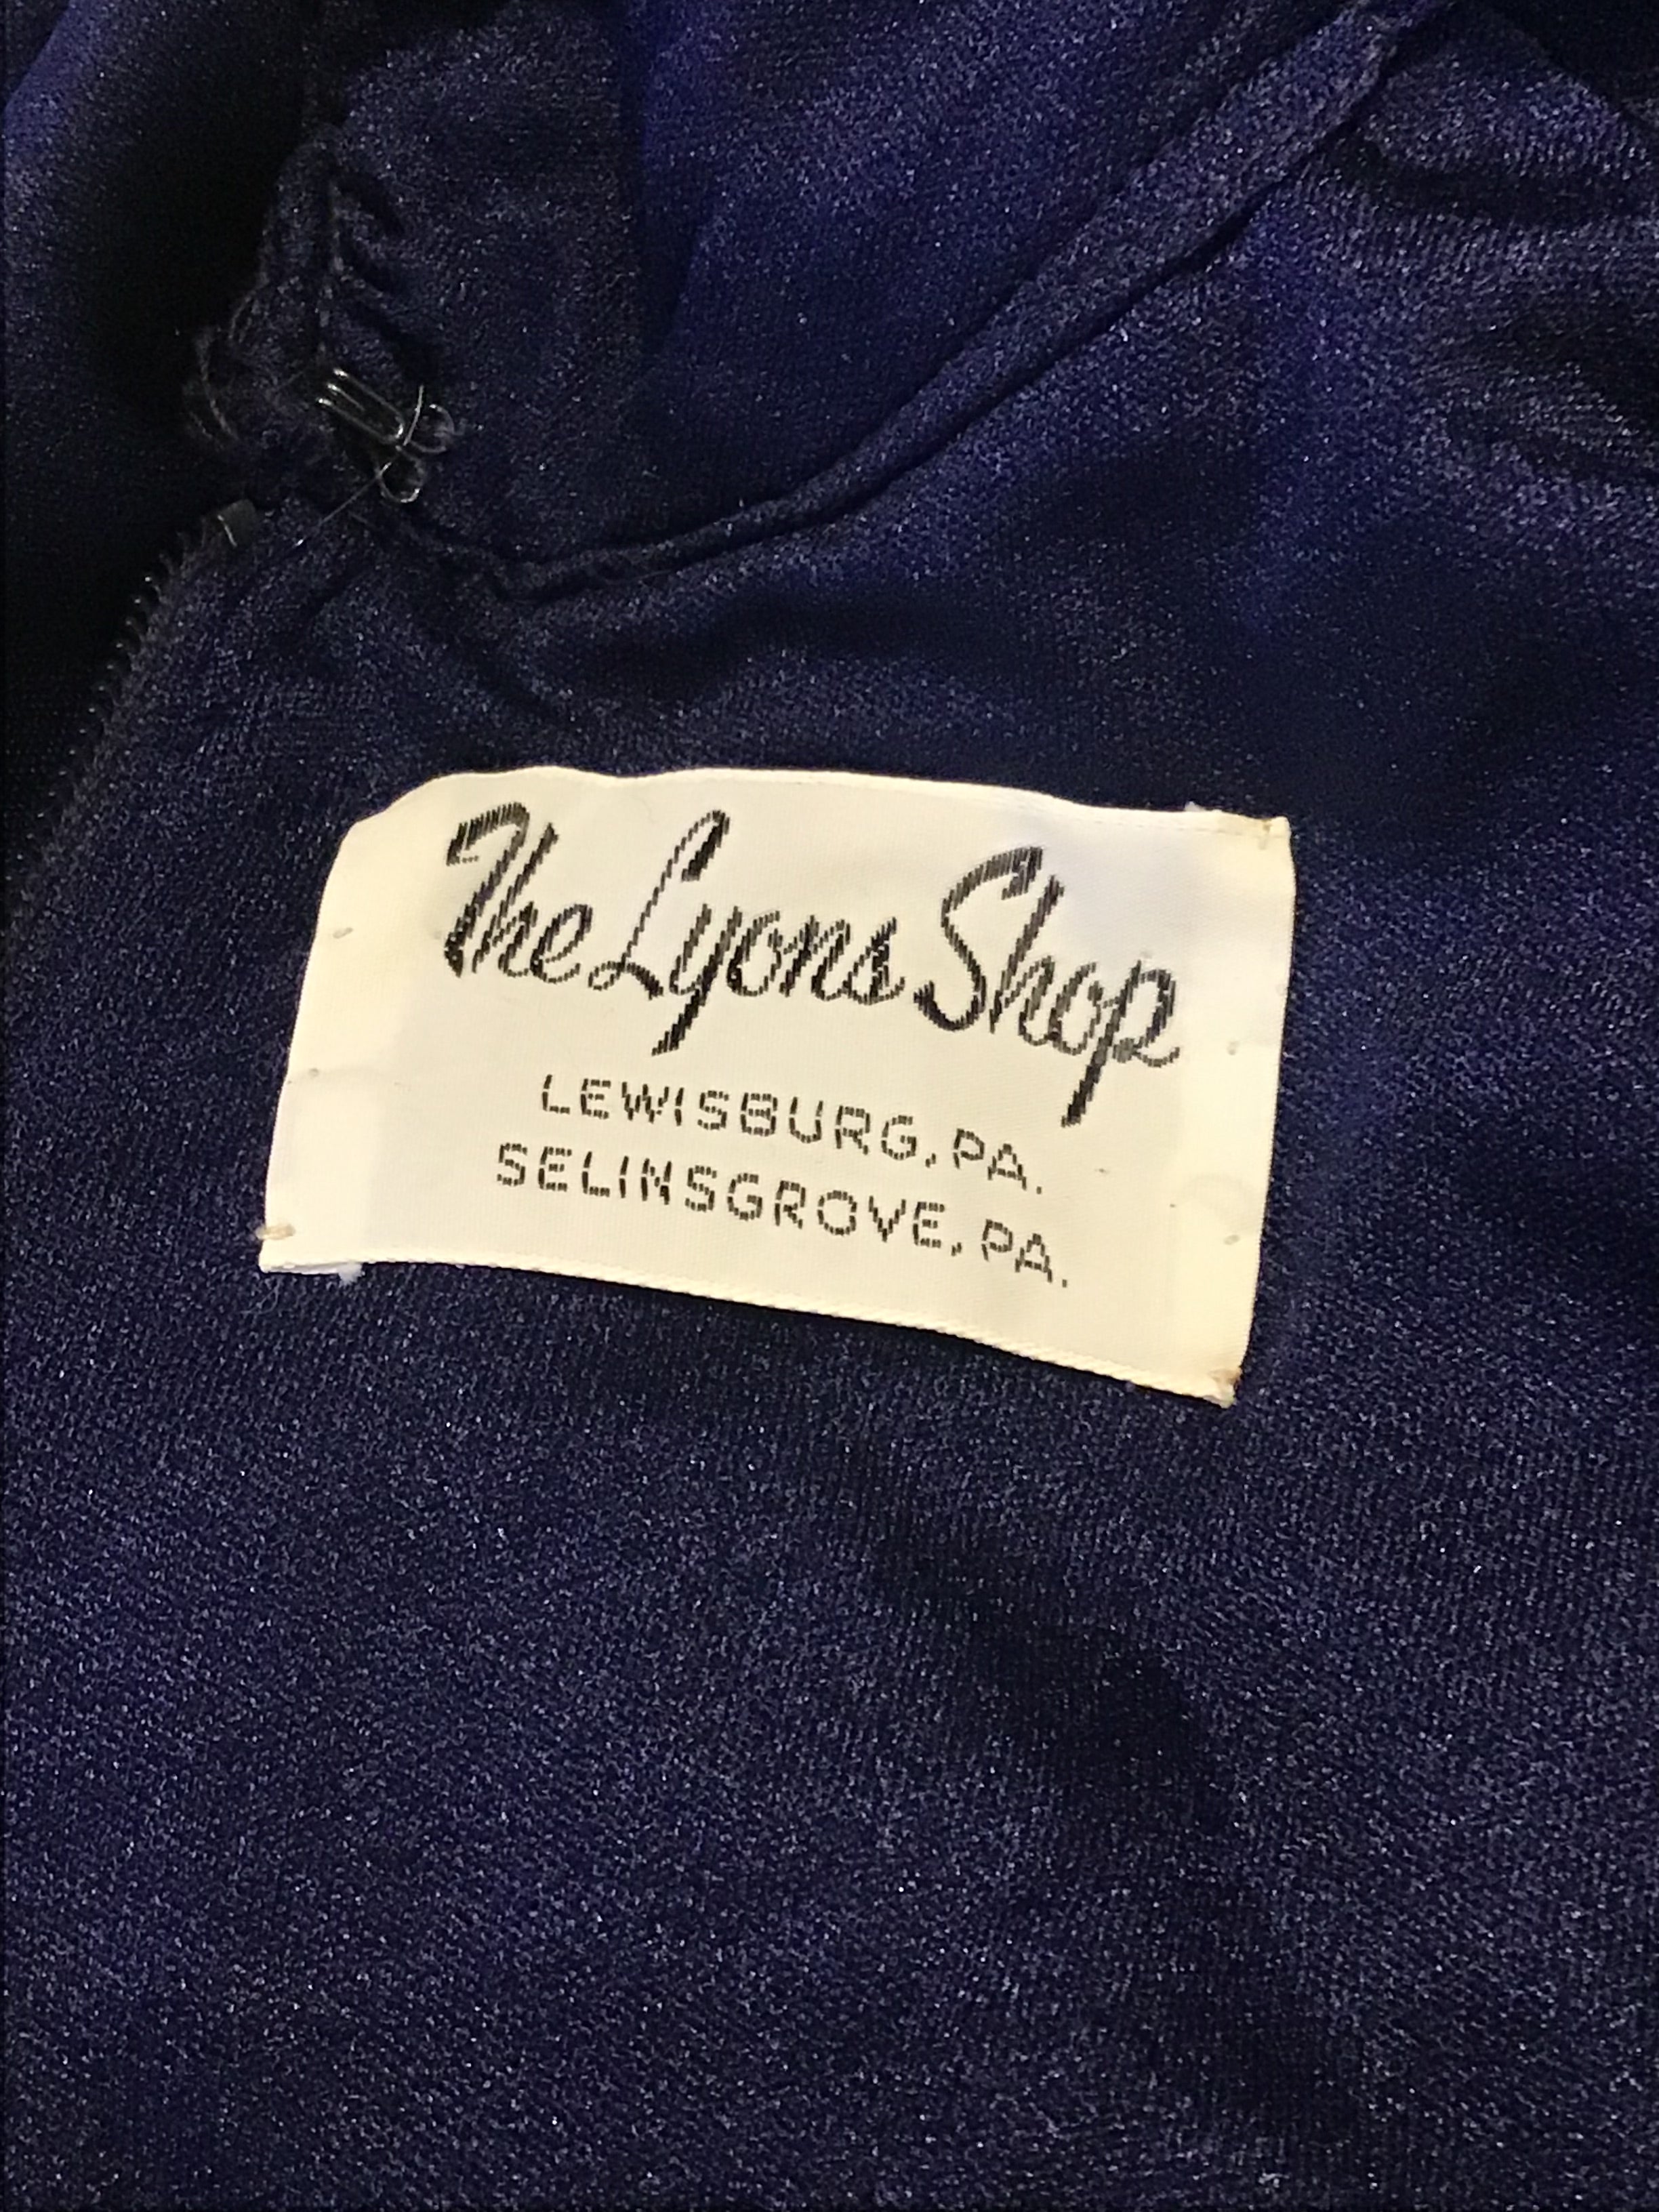 The Lyons Shop
LEWISBURG, PA.
SELINSGROVE, PA.